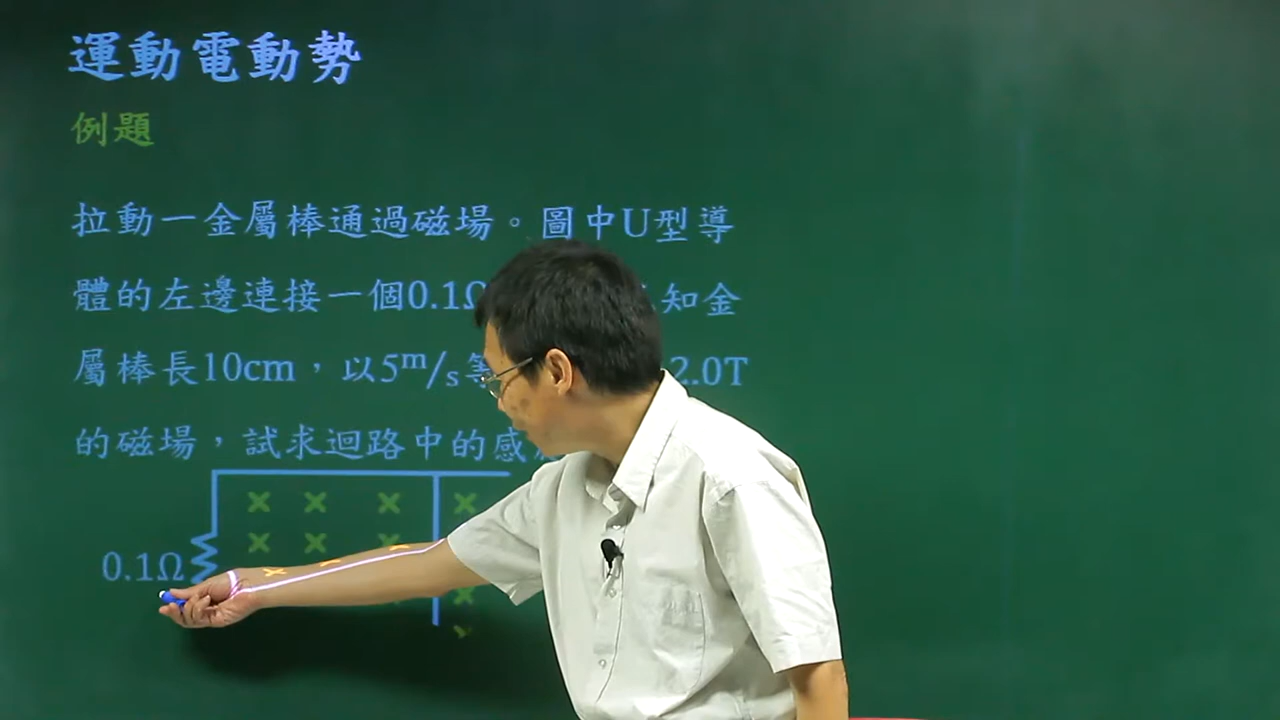 運動電動勢
例題
拉動一金屬棒通過磁場。圖中U型導
體的左邊連接一個0.1Ω 知金
屬棒長10cm，以5m/s等 2.0T
的磁場，試求迴路中的感
0.1Ω